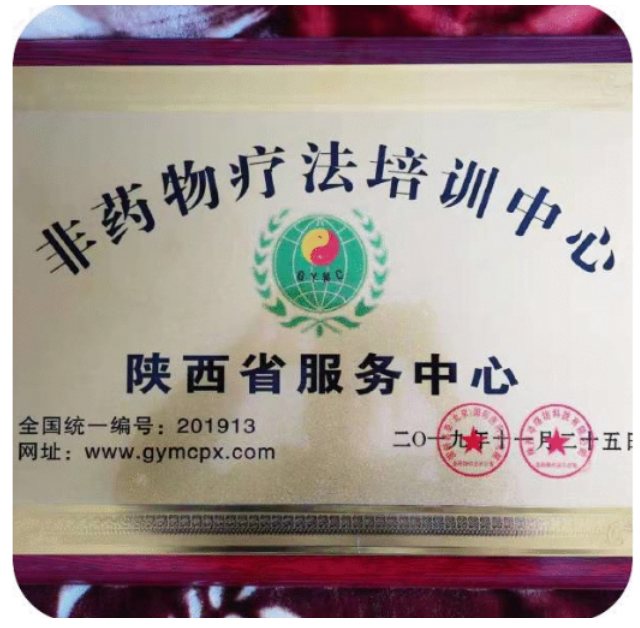 非药物疗法培训中心
GYMC
陕西省服务中心
全国统一编号：201913
网址：www.gymcpx.com
二〇一九年十一月二十五日